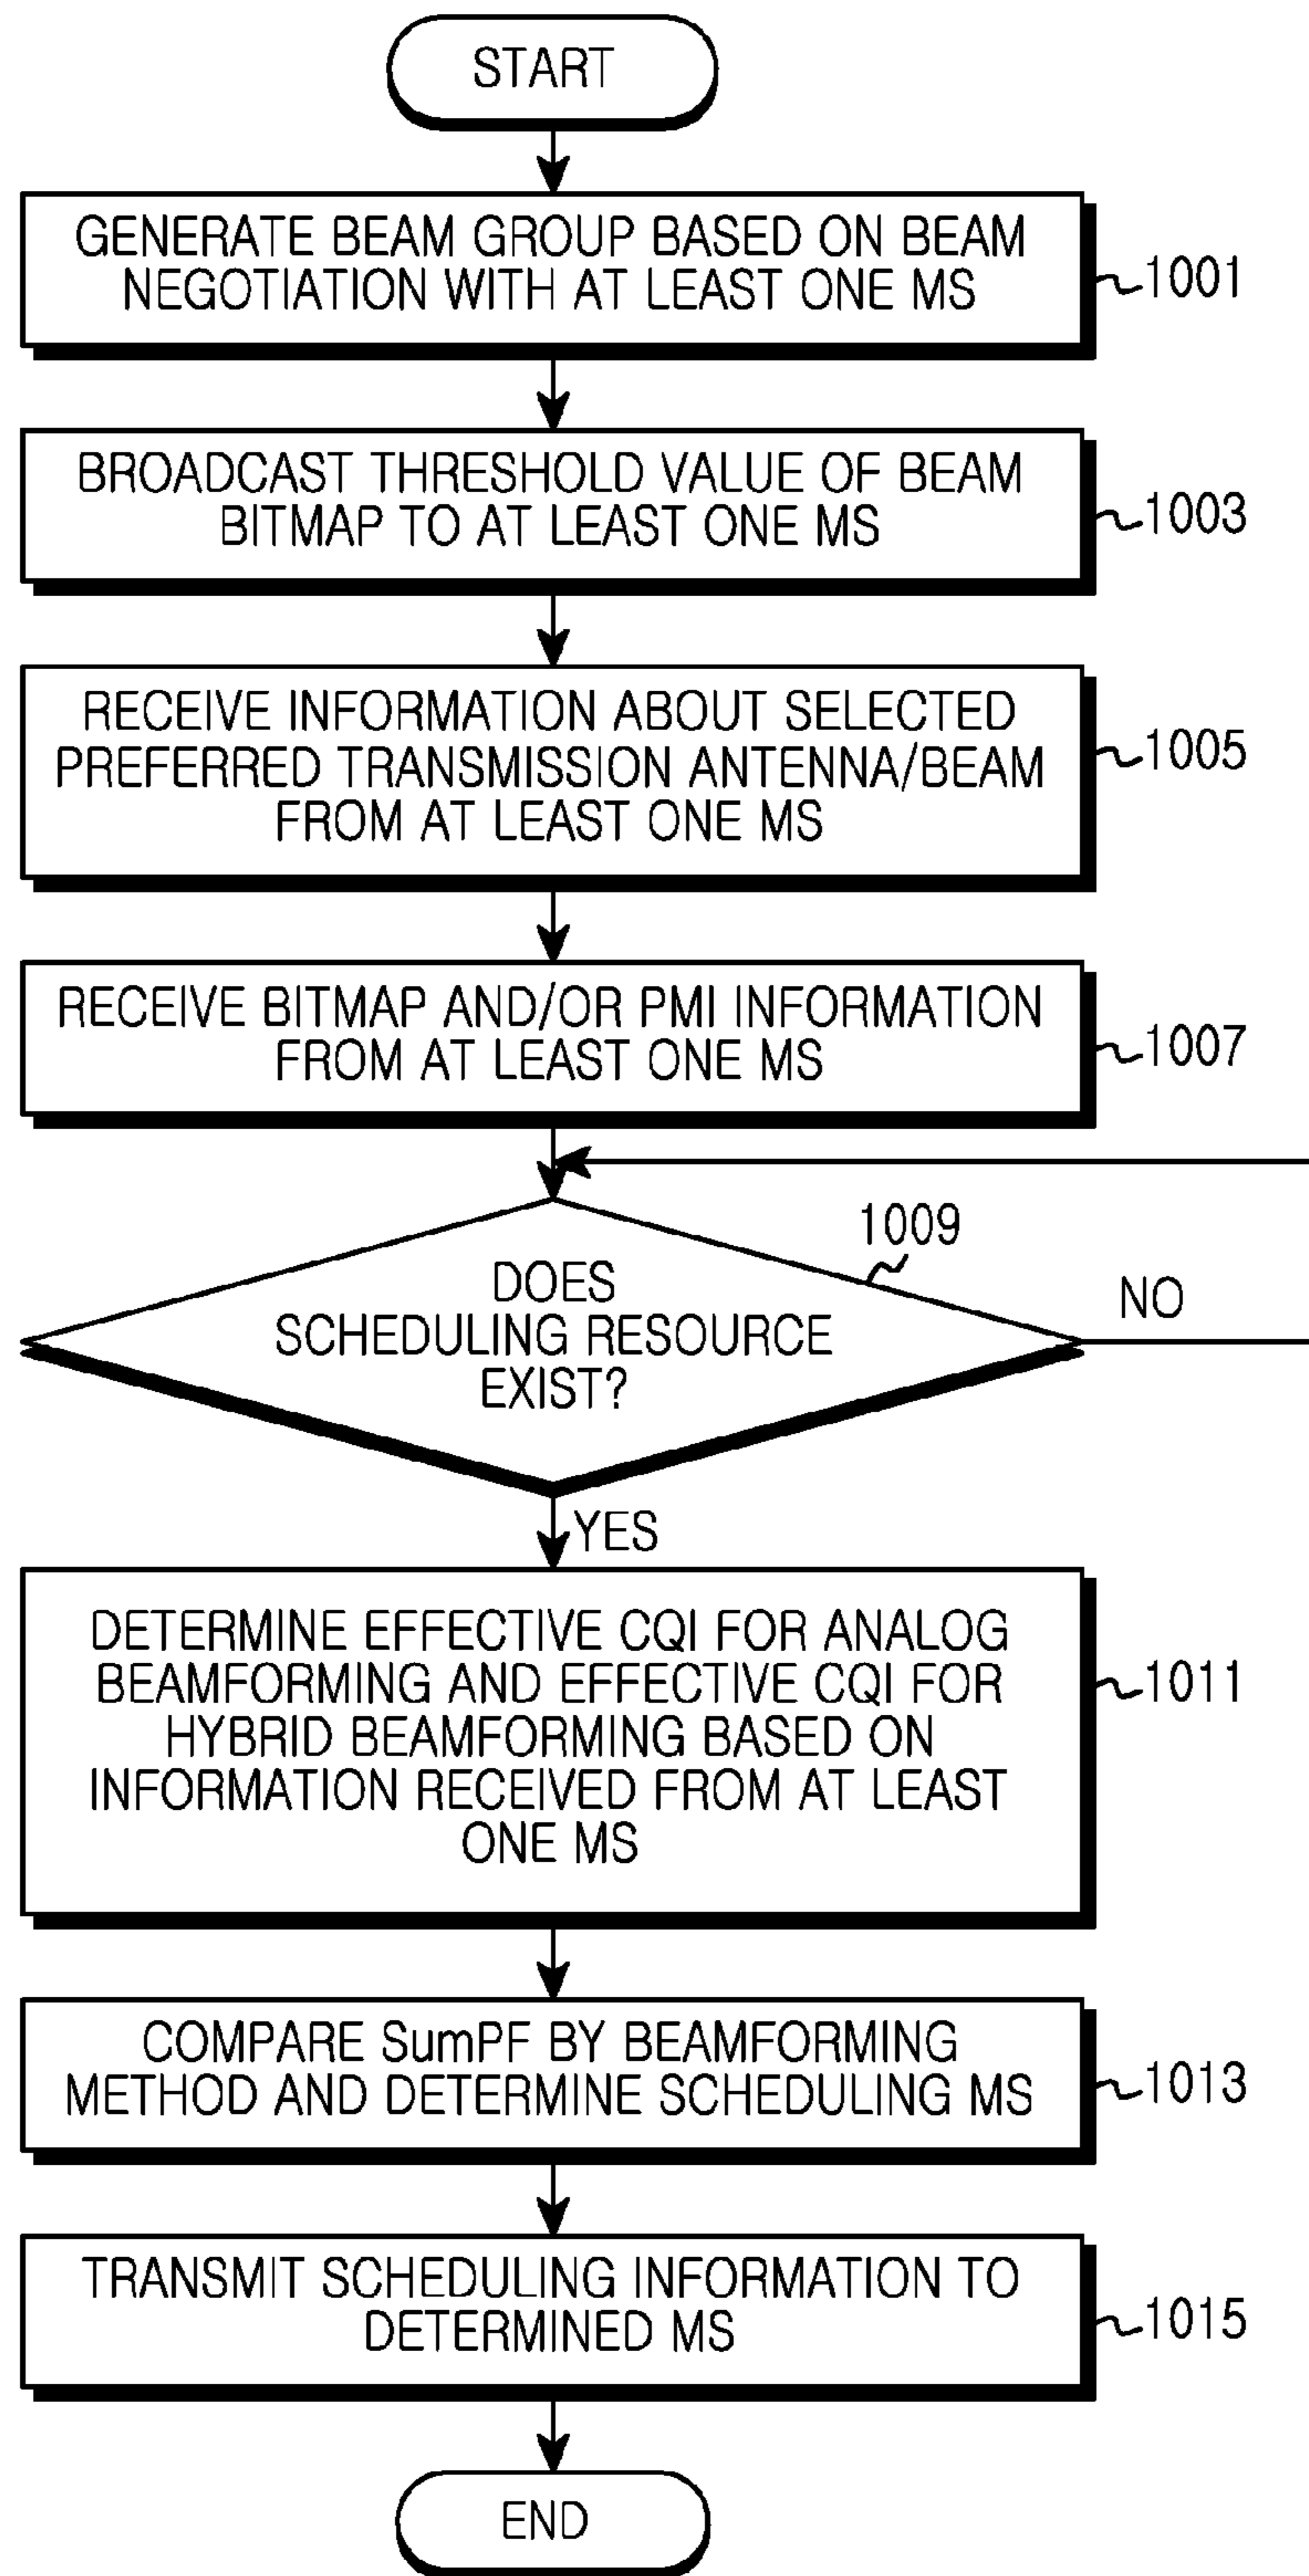 START
GENERATE BEAM GROUP BASED ON BEAM
NEGOTIATION WITH AT LEAST ONE MS
1001
BROADCAST THRESHOLD VALUE OF BEAM
BITMAP TO AT LEAST ONE MS
1003
RECEIVE INFORMATION ABOUT SELECTED
PREFERRED TRANSMISSION ANTENNA/BEAM
FROM AT LEAST ONE MS
1005
RECEIVE BITMAP AND/OR PMI INFORMATION
FROM AT LEAST ONE MS
1007
1009
DOES
SCHEDULING RESOURCE
EXIST?
NO
YES
DETERMINE EFFECTIVE CQI FOR ANALOG
BEAMFORMING AND EFFECTIVE CQI FOR
HYBRID BEAMFORMING BASED ON
INFORMATION RECEIVED FROM AT LEAST
ONE MS
1011
COMPARE SumPF BY BEAMFORMING
METHOD AND DETERMINE SCHEDULING MS
1013
TRANSMIT SCHEDULING INFORMATION TO
DETERMINED MS
1015
END